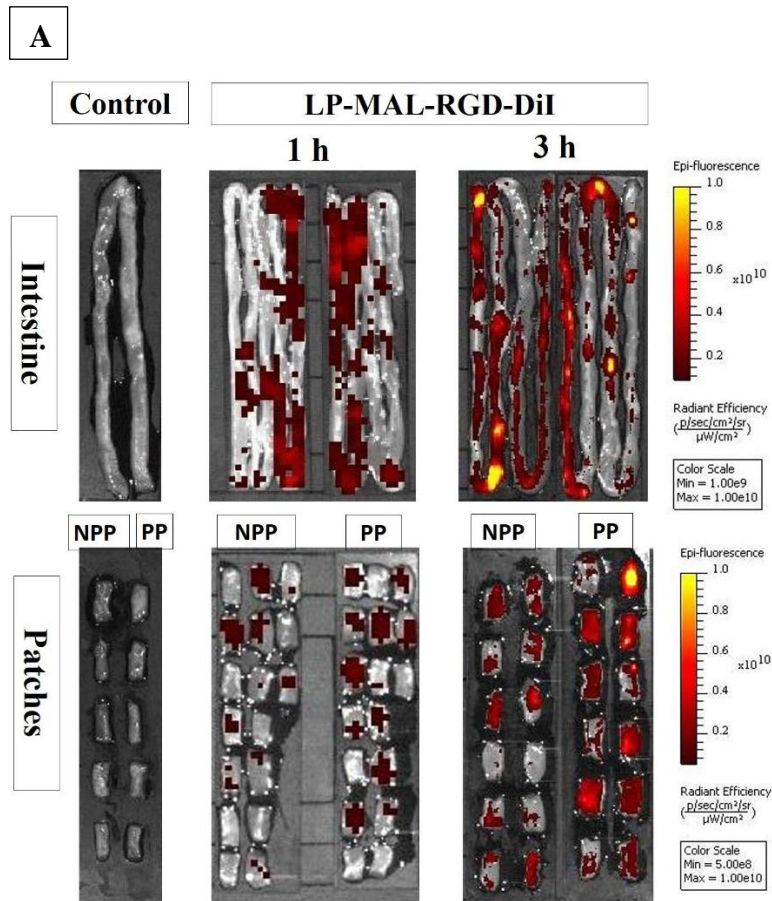 A
Control
LP-MAL-RGD-DiI
1 h
3 h
Intestine
Epi-fluorescence
1.0
0.8
0.6
x10¹⁰
0.4
0.2
Radiant Efficiency
(p/sec/cm²/sr / µW/cm²)
Color Scale
Min = 1.00e9
Max = 1.00e10
NPP PP
NPP PP
NPP PP
Patches
Epi-fluorescence
1.0
0.8
0.6
x10¹⁰
0.4
0.2
Radiant Efficiency
(p/sec/cm²/sr / µW/cm²)
Color Scale
Min = 5.00e8
Max = 1.00e10